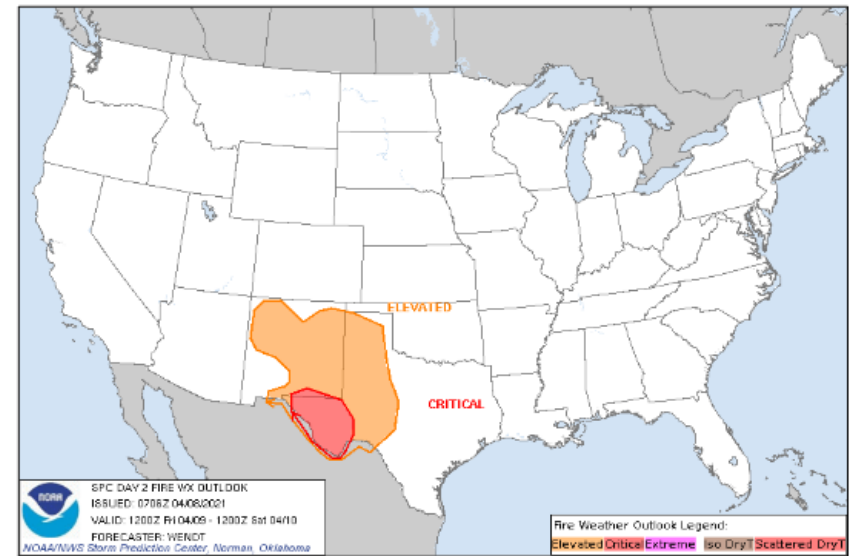 ELEVATED
CRITICAL
NOAA
SPC DAY 2 FIRE WX OUTLOOK
ISSUED: 0706Z 04/08/2021
VALID: 1200Z Fri 04/09 - 1200Z Sat 04/10
FORECASTER: WENDT
NOAA/NWS Storm Prediction Center, Norman, Oklahoma
Fire Weather Outlook Legend:
Elevated Critical Extreme Iso DryT Scattered DryT